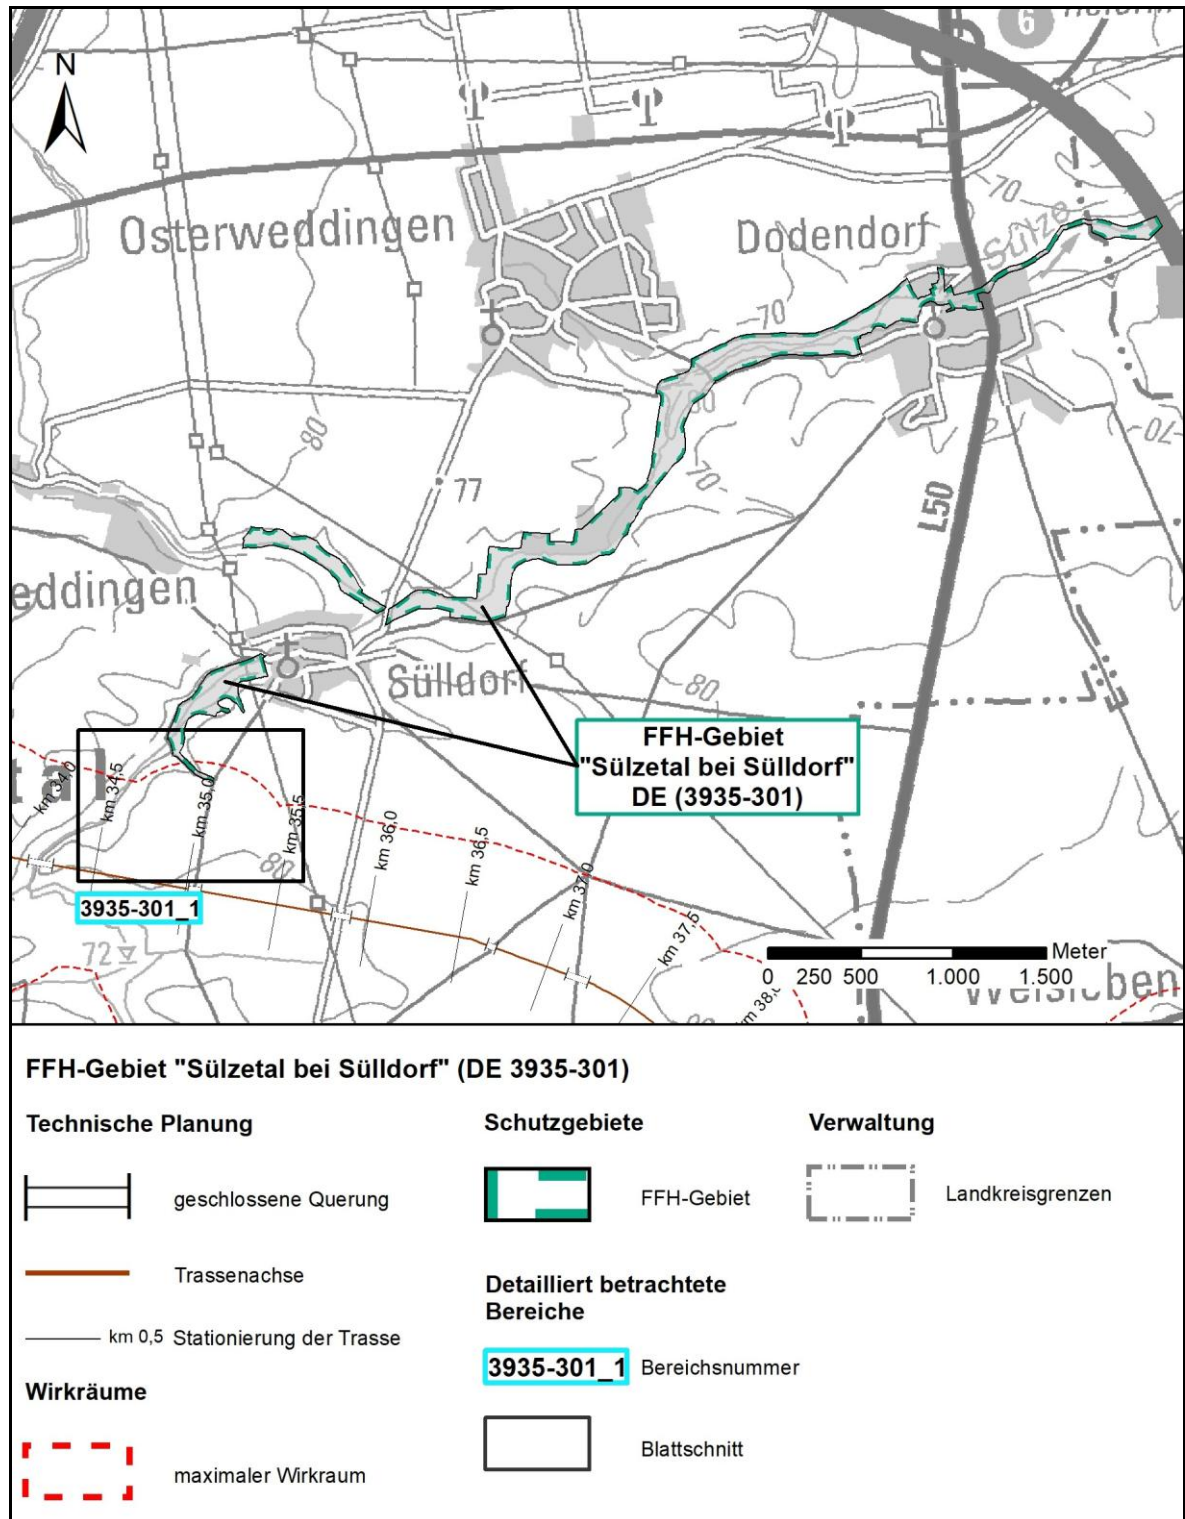 6
N
70
Osterweddingen
Dodendorf
Sülze
70
80
80
70
77
70
L50
eddingen
Sülldorf
80
FFH-Gebiet
"Sülzetal bei Sülldorf"
DE (3935-301)
tal
km 34,0
km 34,5
km 35,0
km 35,5
km 36,0
km 36,5
km 37,0
km 37,5
80
3935-301_1
72
Meter
0 250 500 1.000 1.500
FFH-Gebiet "Sülzetal bei Sülldorf" (DE 3935-301)
Technische Planung
geschlossene Querung
Trassenachse
km 0,5 Stationierung der Trasse
Wirkräume
maximaler Wirkraum
Schutzgebiete
FFH-Gebiet
Detailliert betrachtete
Bereiche
3935-301_1 Bereichsnummer
Blattschnitt
Verwaltung
Landkreisgrenzen